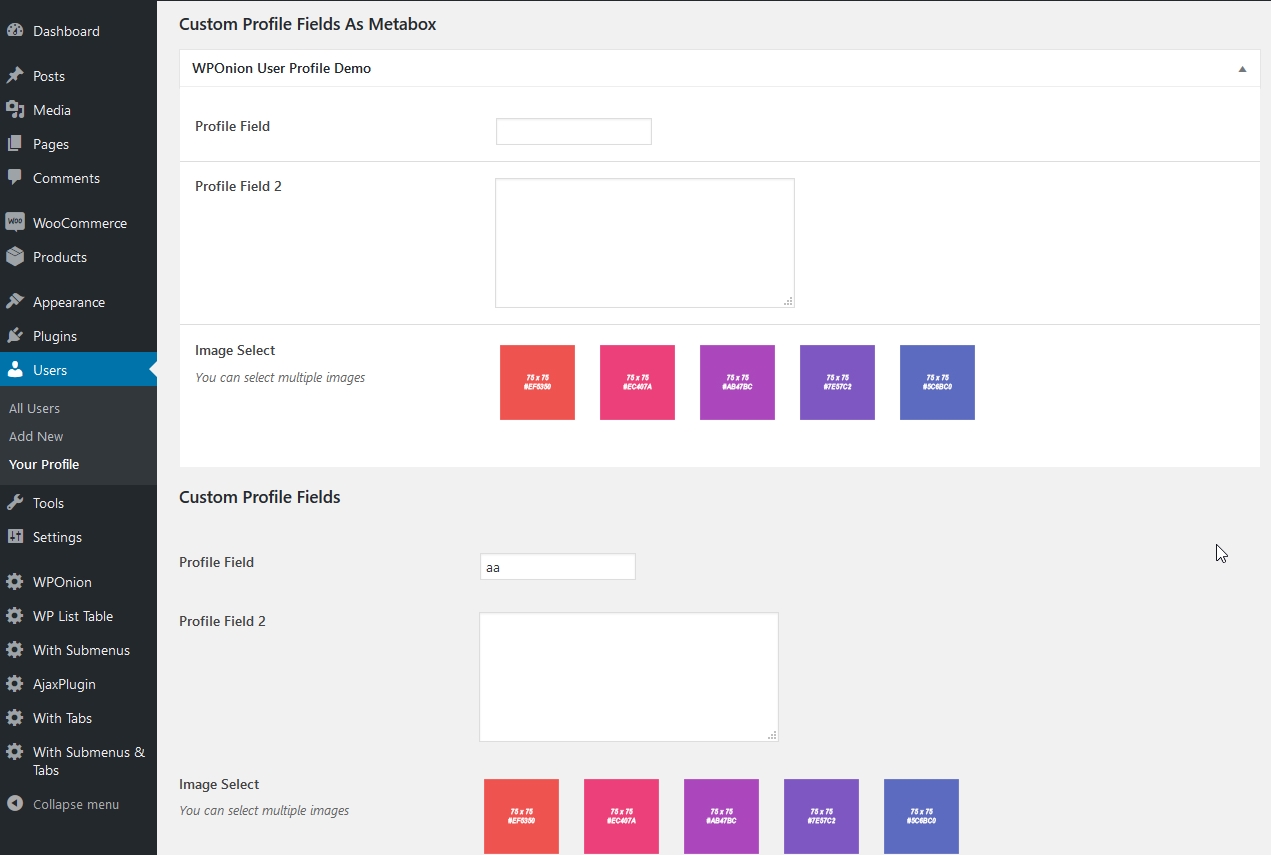 Dashboard
Posts
Media
Pages
Comments
WOO
WooCommerce
Products
Appearance
Plugins
Users
All Users
Add New
Your Profile
Tools
Settings
WPOnion
WP List Table
With Submenus
AjaxPlugin
With Tabs
With Submenus &
Tabs
Collapse menu
Custom Profile Fields As Metabox
WPOnion User Profile Demo
Profile Field
Profile Field 2
Image Select
You can select multiple images
75 x 75
#EF5350
75 x 75
#EC407A
75 x 75
#AB47BC
75 x 75
#7E57C2
75 x 75
#5C6BC0
Custom Profile Fields
Profile Field
aa
Profile Field 2
Image Select
You can select multiple images
75 x 75
#EF5350
75 x 75
#EC407A
75 x 75
#AB47BC
75 x 75
#7E57C2
75 x 75
#5C6BC0